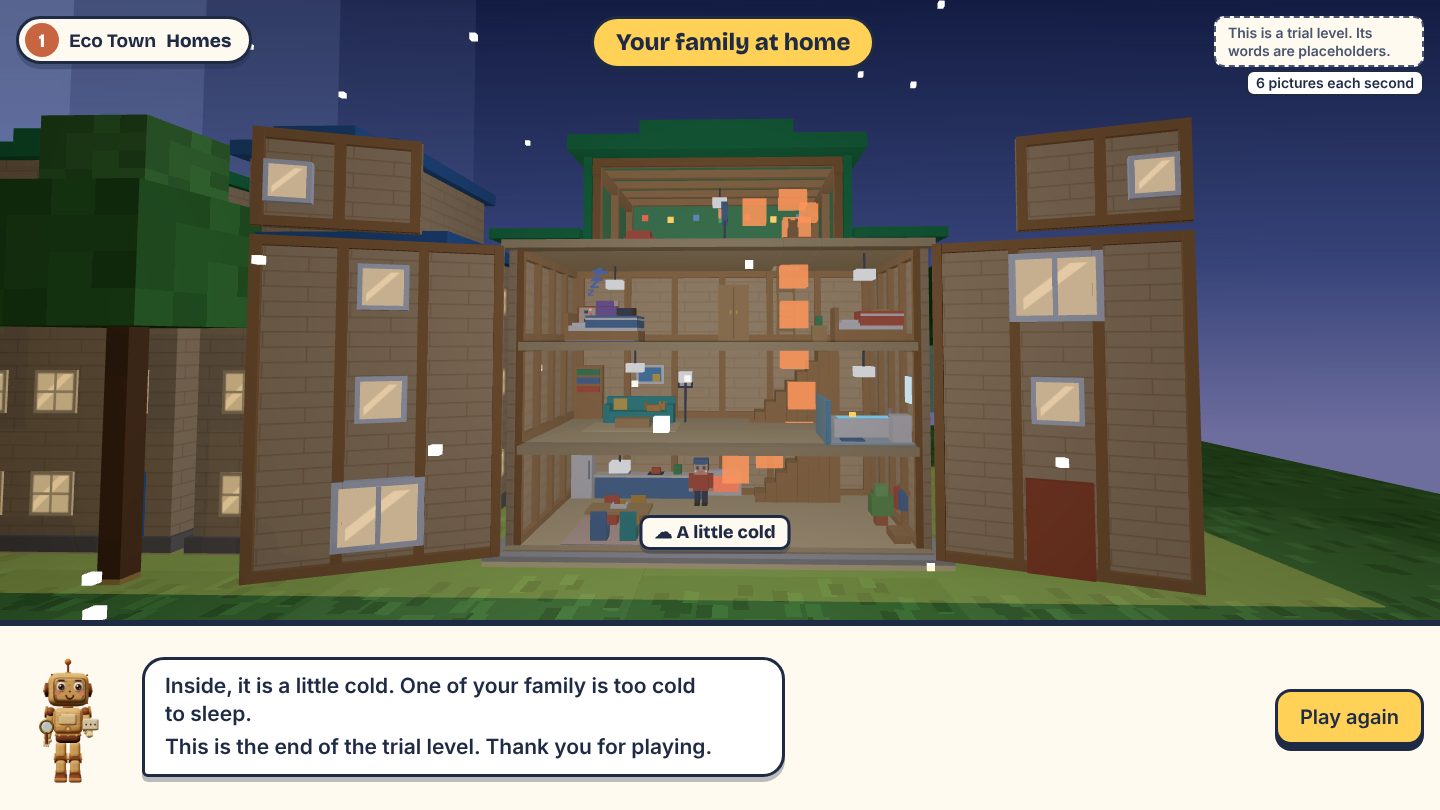 1 Eco Town Homes
Your family at home
This is a trial level. Its
words are placeholders.
6 pictures each second
A little cold
Inside, it is a little cold. One of your family is too cold
to sleep.
This is the end of the trial level. Thank you for playing.
Play again